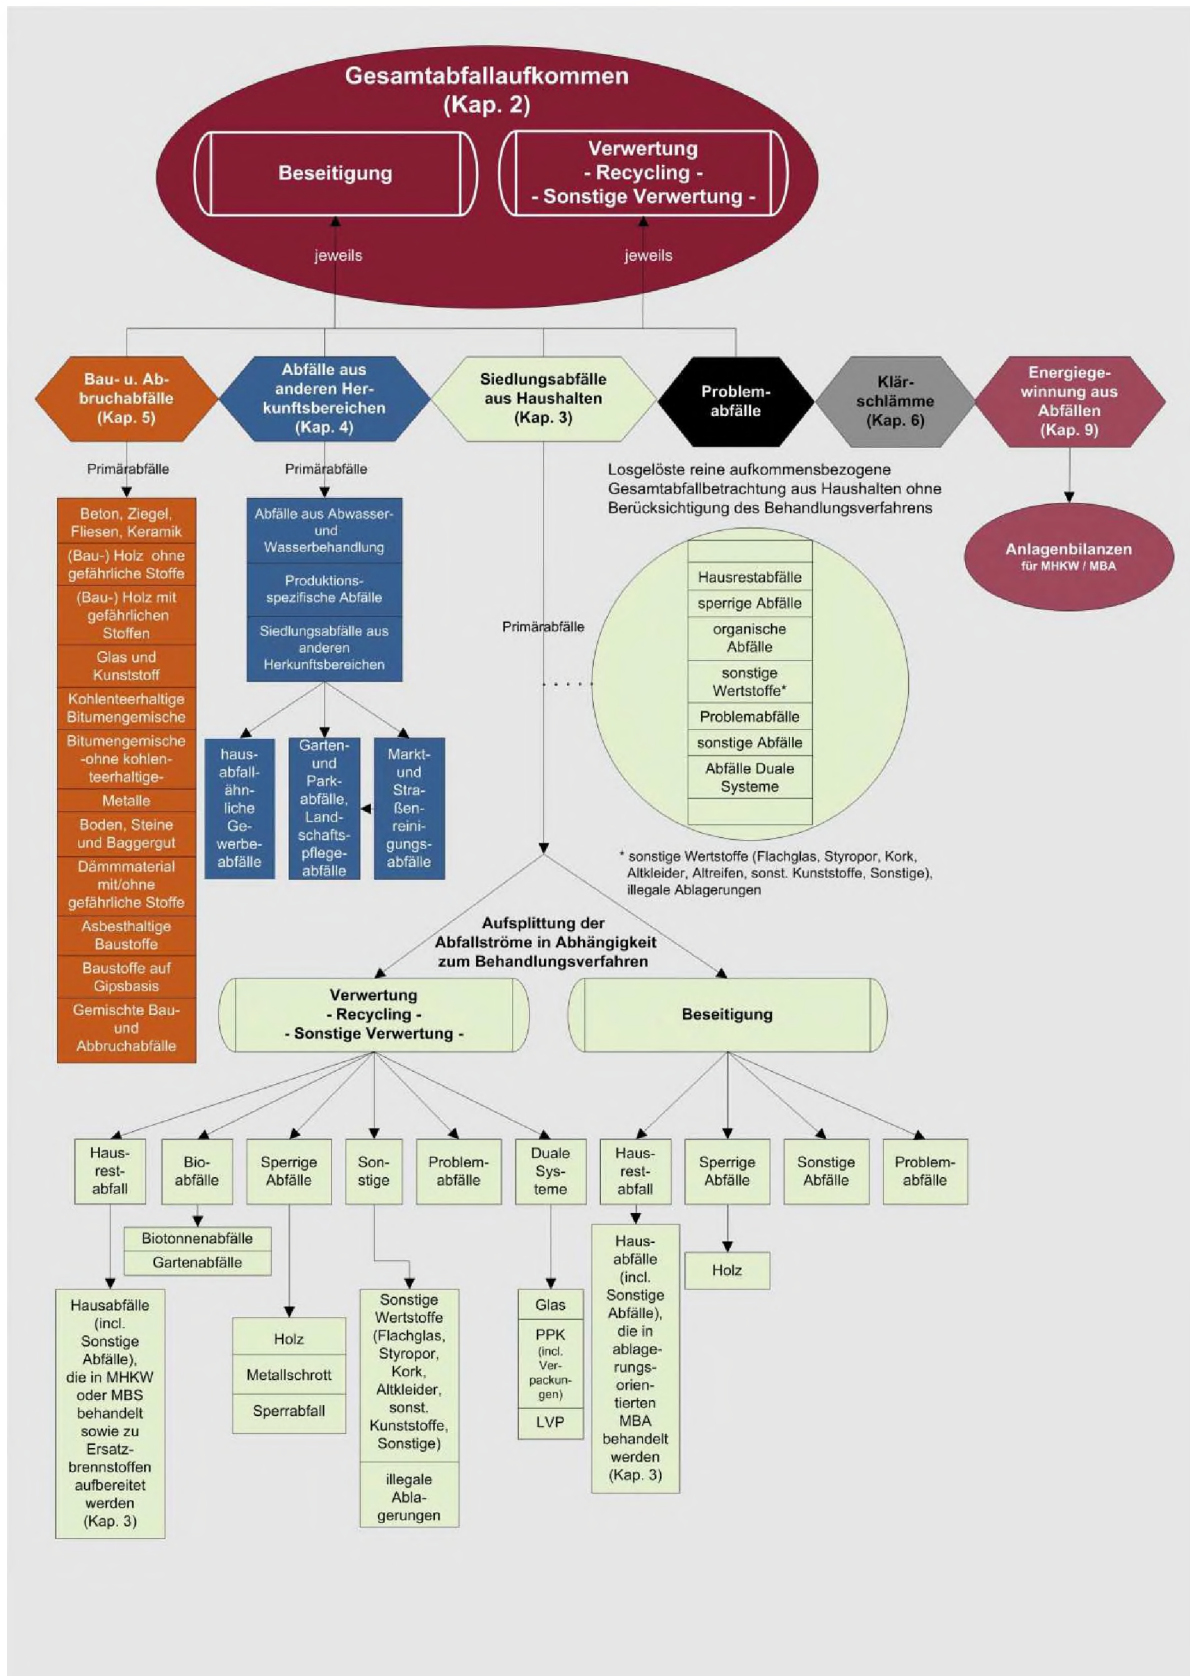 Gesamtabfallaufkommen
(Kap. 2)
Beseitigung
Verwertung
- Recycling -
- Sonstige Verwertung -
jeweils
jeweils
Bau- u. Ab-
bruchabfälle
(Kap. 5)
Abfälle aus
anderen Her-
kunftsbereichen
(Kap. 4)
Siedlungsabfälle
aus Haushalten
(Kap. 3)
Problem-
abfälle
Klär-
schlämme
(Kap. 6)
Energiege-
winnung aus
Abfällen
(Kap. 9)
Primärabfälle
Beton, Ziegel,
Fliesen, Keramik
(Bau-) Holz ohne
gefährliche Stoffe
(Bau-) Holz mit
gefährlichen
Stoffen
Glas und
Kunststoff
Kohlenteerhaltige
Bitumengemische
Bitumengemische
-ohne kohlen-
teerhaltige-
Metalle
Boden, Steine
und Baggergut
Dämmmaterial
mit/ohne
gefährliche Stoffe
Asbesthaltige
Baustoffe
Baustoffe auf
Gipsbasis
Gemischte Bau-
und
Abbruchabfälle
Primärabfälle
Abfälle aus Abwasser-
und
Wasserbehandlung
Produktions-
spezifische Abfälle
Siedlungsabfälle aus
anderen
Herkunftsbereichen
haus-
abfall-
ähn-
liche
Ge-
werbe-
abfälle
Garten-
und
Park-
abfälle,
Land-
schafts-
pflege-
abfälle
Markt-
und
Stra-
ßen-
reini-
gungs-
abfälle
Primärabfälle
Losgelöste reine aufkommensbezogene
Gesamtabfallbetrachtung aus Haushalten ohne
Berücksichtigung des Behandlungsverfahrens
Hausrestabfälle
sperrige Abfälle
organische
Abfälle
sonstige
Wertstoffe*
Problemabfälle
sonstige Abfälle
Abfälle Duale
Systeme
* sonstige Wertstoffe (Flachglas, Styropor, Kork,
Altkleider, Altreifen, sonst. Kunststoffe, Sonstige),
illegale Ablagerungen
Anlagenbilanzen
für MHKW / MBA
Aufsplittung der
Abfallströme in Abhängigkeit
zum Behandlungsverfahren
Verwertung
- Recycling -
- Sonstige Verwertung -
Beseitigung
Haus-
rest-
abfall
Bio-
abfälle
Sperrige
Abfälle
Son-
stige
Problem-
abfälle
Duale
Systeme
Haus-
rest-
abfall
Sperrige
Abfälle
Sonstige
Abfälle
Problem-
abfälle
Biotonnenabfälle
Gartenabfälle
Hausabfälle
(incl.
Sonstige
Abfälle),
die in MHKW
oder MBS
behandelt
sowie zu
Ersatz-
brennstoffen
aufbereitet
werden
(Kap. 3)
Holz
Metallschrott
Sperrabfall
Sonstige
Wertstoffe
(Flachglas,
Styropor,
Kork,
Altkleider,
sonst.
Kunststoffe,
Sonstige)
illegale
Abla-
gerungen
Glas
PPK
(incl.
Ver-
packun-
gen)
LVP
Haus-
abfälle
(incl.
Sonstige
Abfälle),
die in
ablage-
rungs-
orien-
tierten
MBA
behandelt
werden
(Kap. 3)
Holz